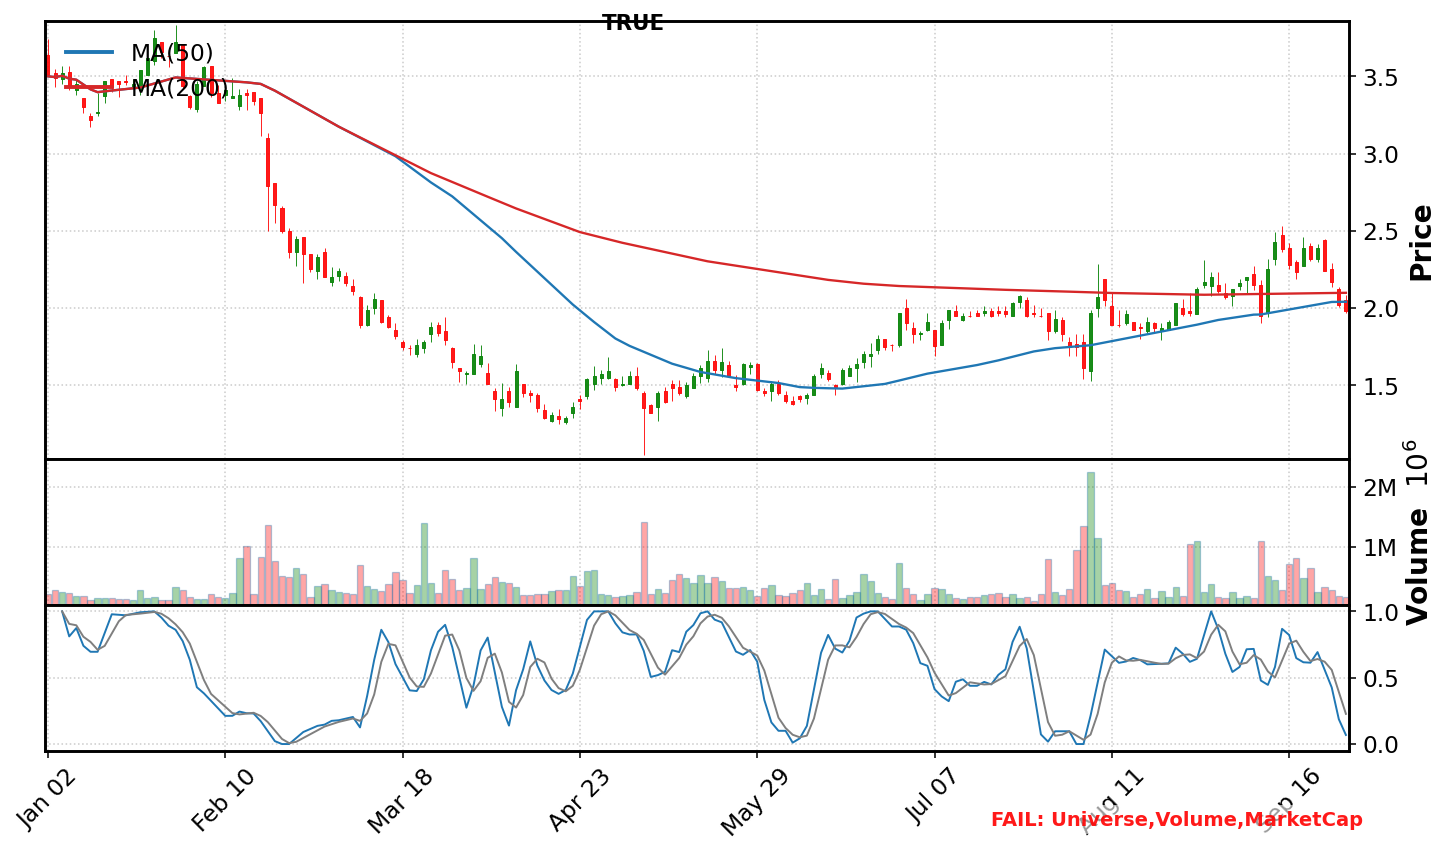 TRUE
MA(50)
MA(200)
3.5
3.0
2.5
2.0
1.5
Price
2M
1M
Volume 10⁶
1.0
0.5
0.0
Jan 02
Feb 10
Mar 18
Apr 23
May 29
Jul 07
Aug 11
Sep 16
FAIL: Universe,Volume,MarketCap